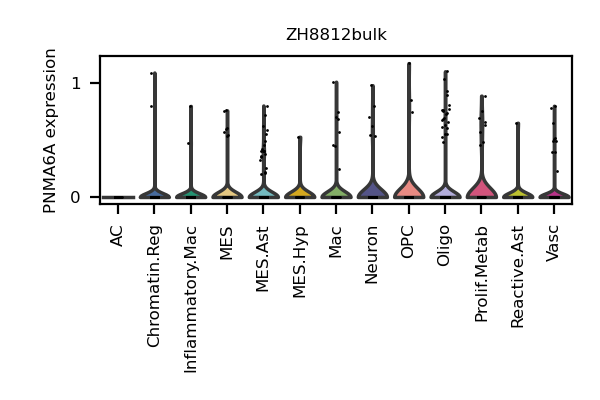 ZH8812bulk
PNMA6A expression
1
0
AC
Chromatin.Reg
Inflammatory.Mac
MES
MES.Ast
MES.Hyp
Mac
Neuron
OPC
Oligo
Prolif.Metab
Reactive.Ast
Vasc